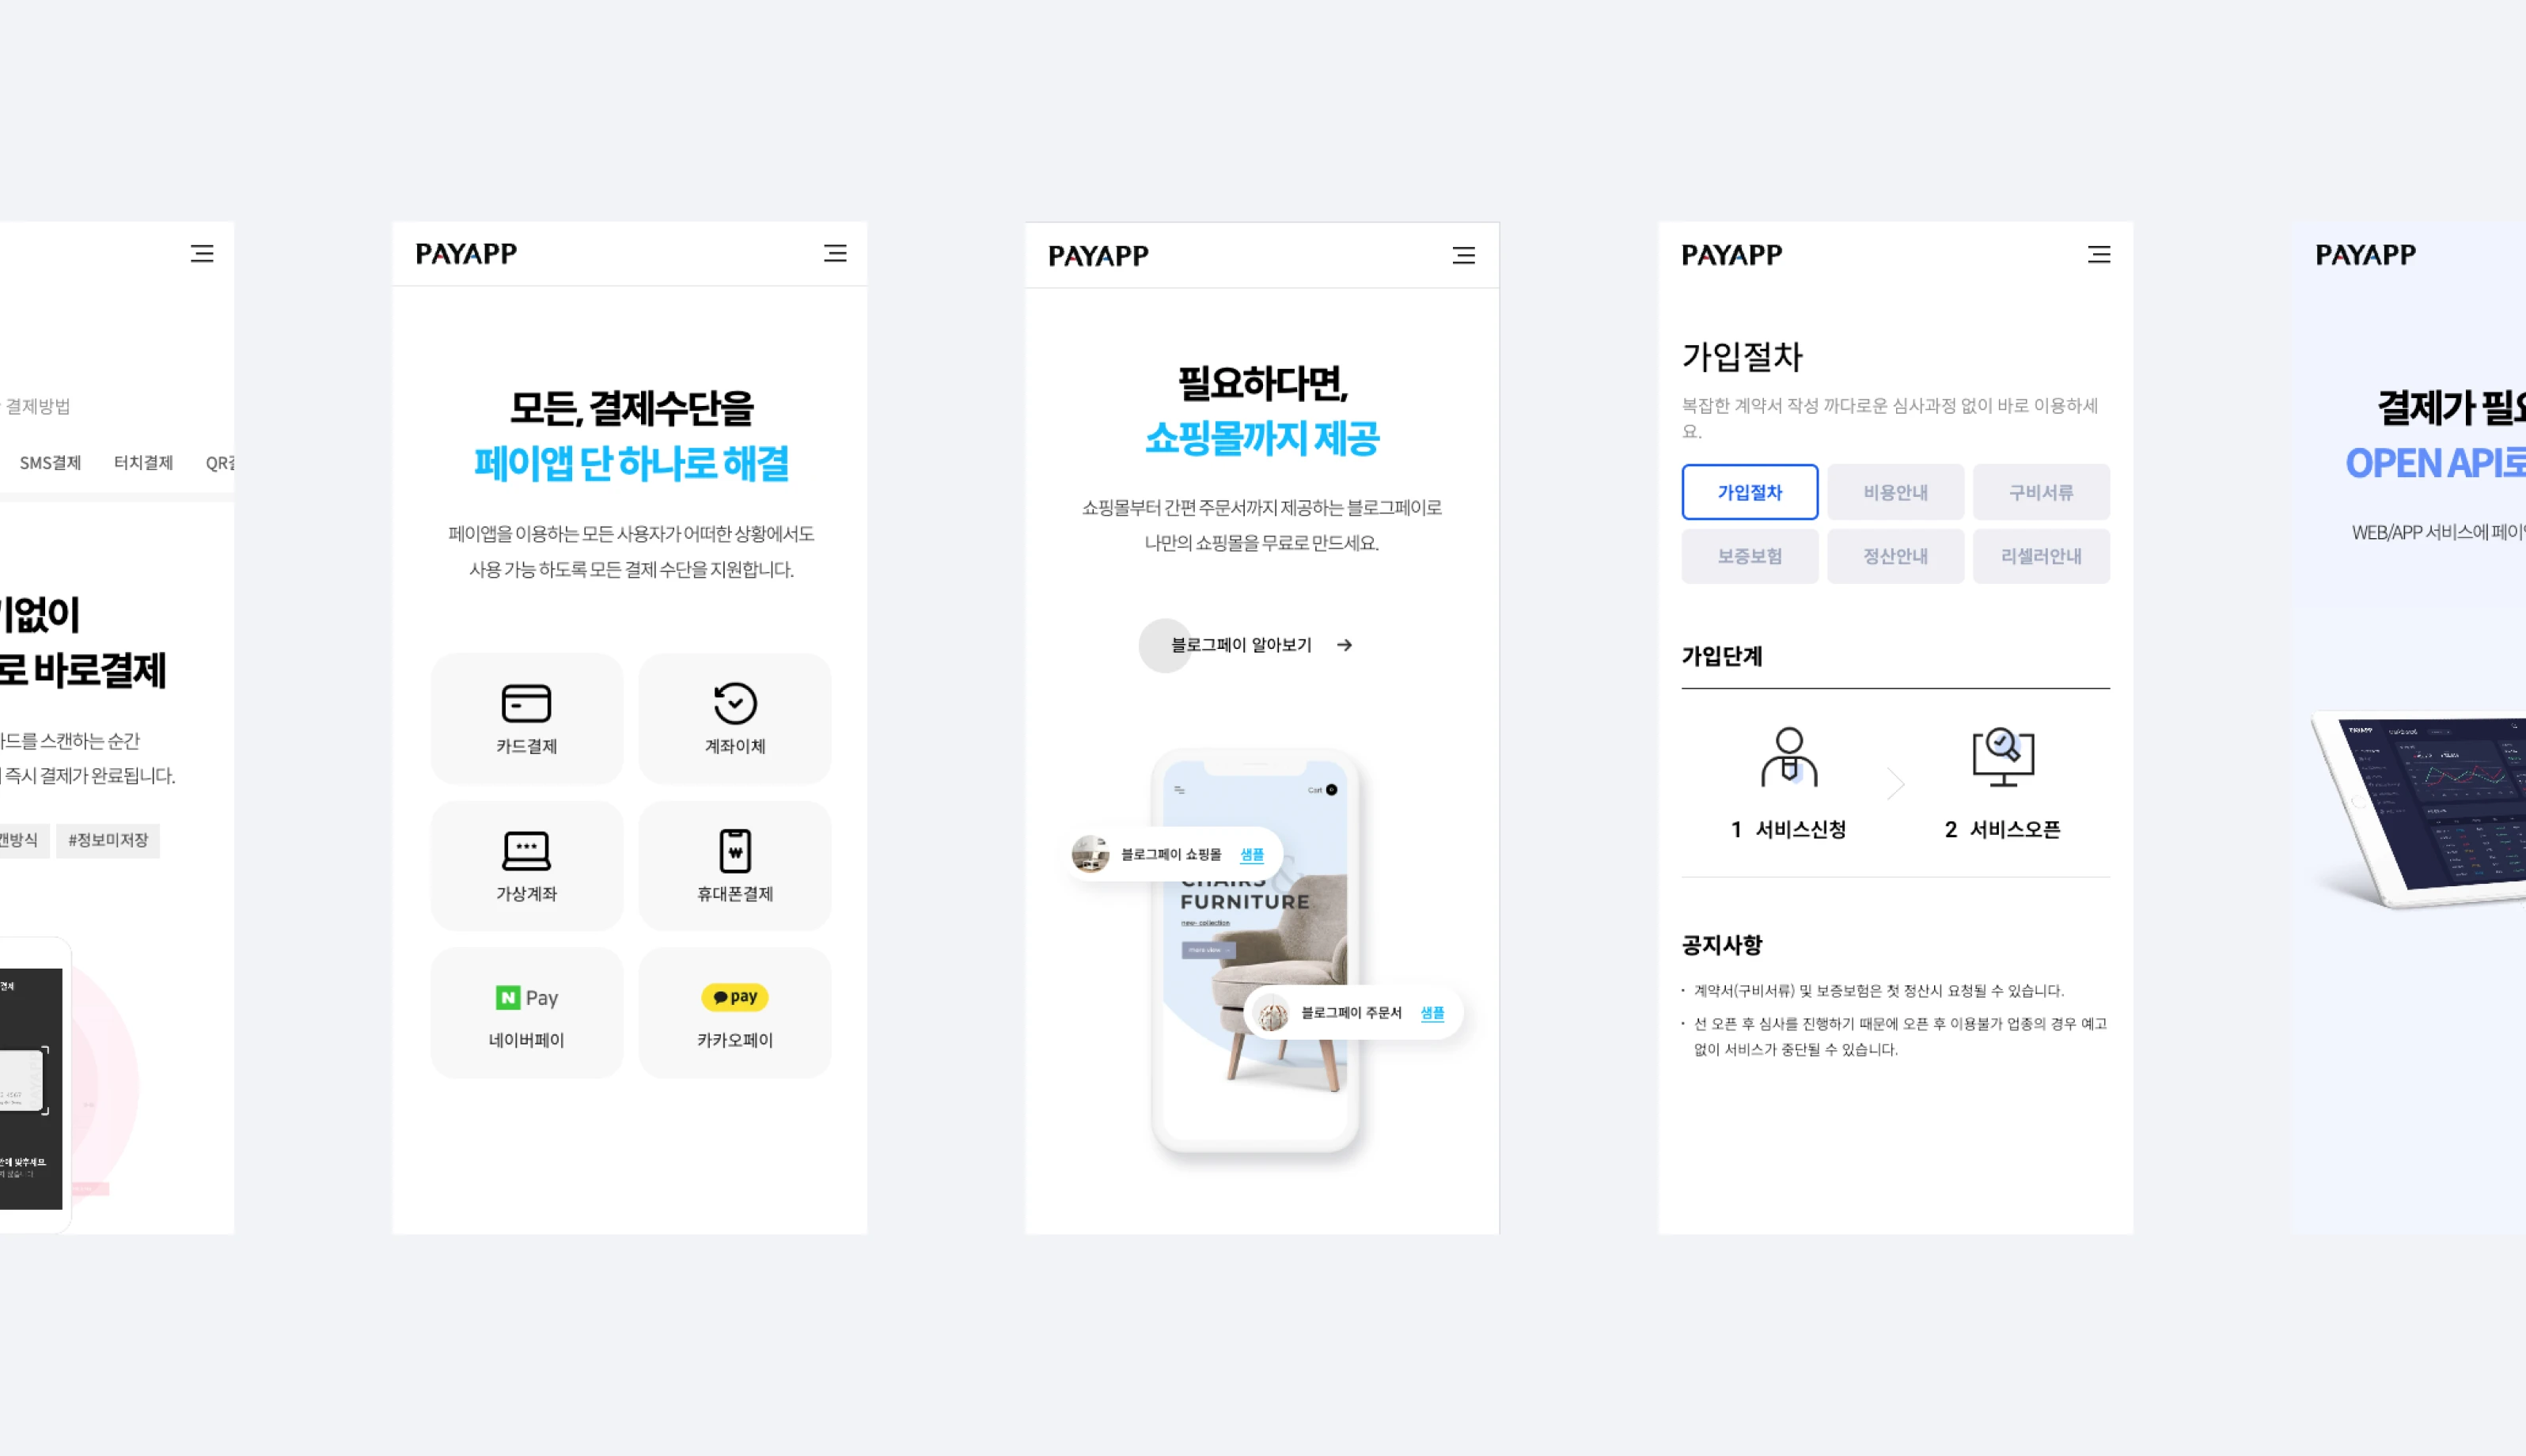 결제방법
SMS결제 터치결제
바로결제
스캔하는 순간
즉시 결제가 완료됩니다.
#정보미저장
PAYAPP
모든, 결제수단을
페이앱 단 하나로 해결
페이앱을 이용하는 모든 사용자가 어떠한 상황에서도
사용 가능 하도록 모든 결제 수단을 지원합니다.
카드결제
계좌이체
가상계좌
휴대폰결제
N Pay
네이버페이
pay
카카오페이
PAYAPP
필요하다면,
쇼핑몰까지 제공
쇼핑몰부터 간편 주문서까지 제공하는 블로그페이로
나만의 쇼핑몰을 무료로 만드세요.
블로그페이 알아보기 →
Cart 0
블로그페이 쇼핑몰 샘플
CHAIRS &
FURNITURE
new- collection
more view
블로그페이 주문서 샘플
PAYAPP
가입절차
복잡한 계약서 작성 까다로운 심사과정 없이 바로 이용하세
요.
가입절차 비용안내 구비서류
보증보험 정산안내 리셀러안내
가입단계
1 서비스신청
2 서비스오픈
공지사항
· 계약서(구비서류) 및 보증보험은 첫 정산시 요청될 수 있습니다.
· 선 오픈 후 심사를 진행하기 때문에 오픈 후 이용불가 업종의 경우 예고
없이 서비스가 중단될 수 있습니다.
PAYAPP
결제가
OPEN API로
WEB/APP 서비스에
PAYAPP